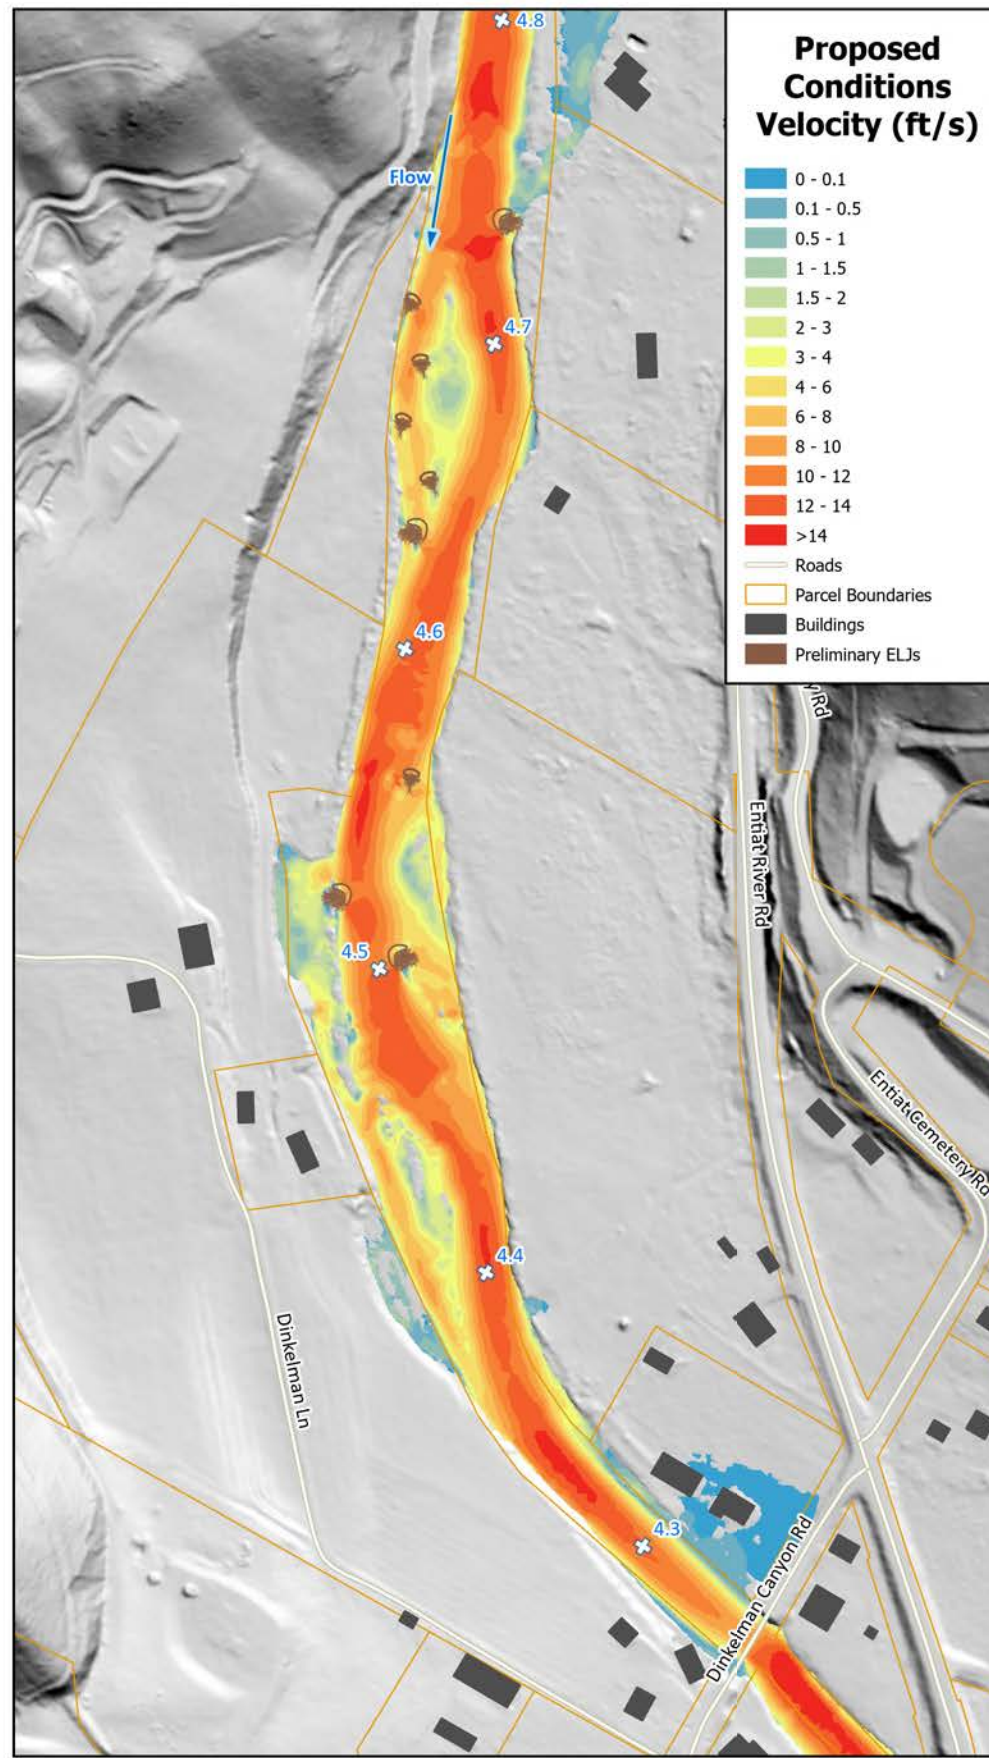 Proposed
Conditions
Velocity (ft/s)
0 - 0.1
0.1 - 0.5
0.5 - 1
1 - 1.5
1.5 - 2
2 - 3
3 - 4
4 - 6
6 - 8
8 - 10
10 - 12
12 - 14
>14
Roads
Parcel Boundaries
Buildings
Preliminary ELJs
4.8
Flow
4.7
4.6
y Rd
Entiat River Rd
4.5
Entiat Cemetery Rd
4.4
Dinkelman Ln
4.3
Dinkelman Canyon Rd